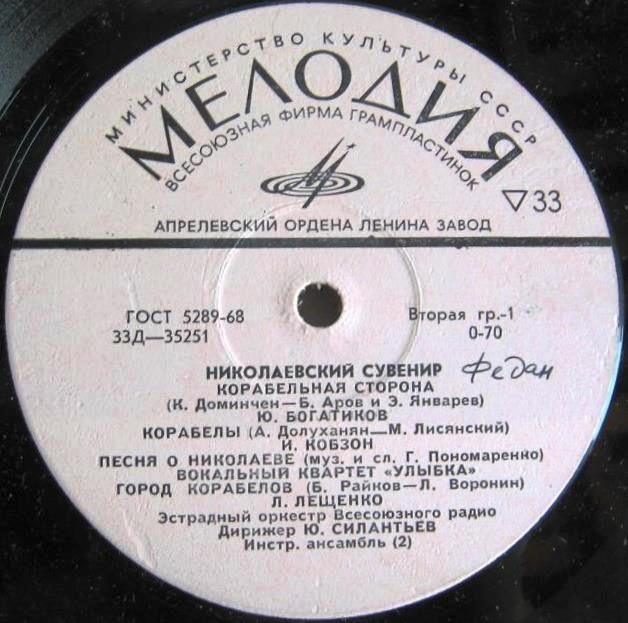 МИНИСТЕРСТВО КУЛЬТУРЫ СССР
МЕЛОДИЯ
ВСЕСОЮЗНАЯ ФИРМА ГРАМПЛАСТИНОК
▽33
АПРЕЛЕВСКИЙ ОРДЕНА ЛЕНИНА ЗАВОД
ГОСТ 5289-68 Вторая гр.-1
33Д—35251 0-70
НИКОЛАЕВСКИЙ СУВЕНИР Федан
КОРАБЕЛЬНАЯ СТОРОНА
(К. Доминчен—Б. Аров и Э. Январев)
Ю. БОГАТИКОВ
КОРАБЕЛЫ (А. Долуханян—М. Лисянский)
И. КОБЗОН
ПЕСНЯ О НИКОЛАЕВЕ (муз. и сл. Г. Пономаренко)
ВОКАЛЬНЫЙ КВАРТЕТ «УЛЫБКА»
ГОРОД КОРАБЕЛОВ (Б. Райков—Л. Воронин)
Л. ЛЕЩЕНКО
Эстрадный оркестр Всесоюзного радио
Дирижер Ю. СИЛАНТЬЕВ
Инстр. ансамбль (2)